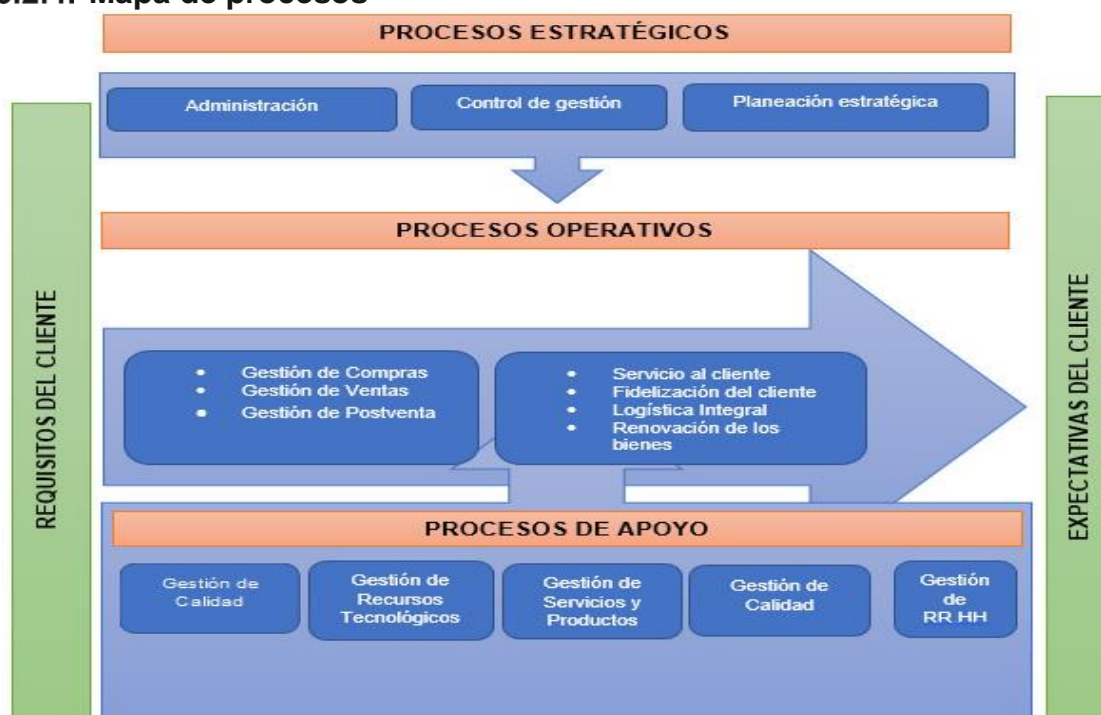 Mapa de procesos
PROCESOS ESTRATÉGICOS
Administración
Control de gestión
Planeación estratégica
REQUISITOS DEL CLIENTE
PROCESOS OPERATIVOS
• Gestión de Compras
• Gestión de Ventas
• Gestión de Postventa
• Servicio al cliente
• Fidelización del cliente
• Logística Integral
• Renovación de los
bienes
EXPECTATIVAS DEL CLIENTE
PROCESOS DE APOYO
Gestión de
Calidad
Gestión de
Recursos
Tecnológicos
Gestión de
Servicios y
Productos
Gestión de
Calidad
Gestión
de
RR.HH